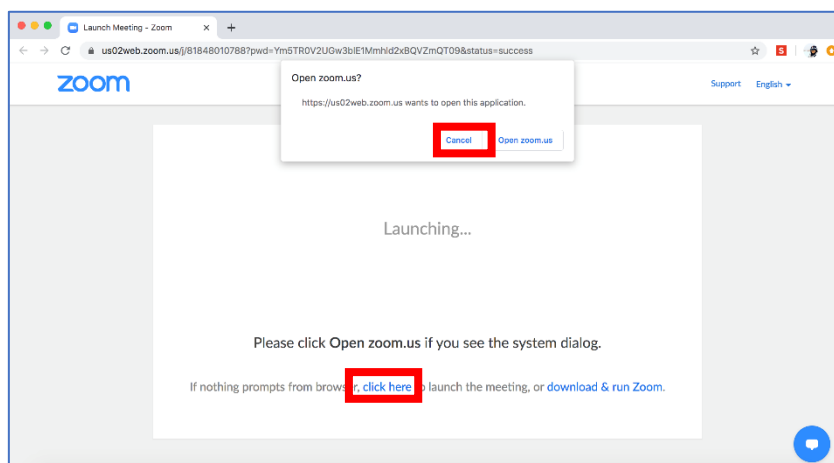 Launch Meeting - Zoom
us02web.zoom.us/j/81848010788?pwd=Ym5TR0V2UGw3blE1Mmhld2xBQVZmQT09&status=success
S
zoom
Support English
Open zoom.us?
https://us02web.zoom.us wants to open this application.
Cancel Open zoom.us
Launching...
Please click Open zoom.us if you see the system dialog.
If nothing prompts from browser, click here to launch the meeting, or download & run Zoom.